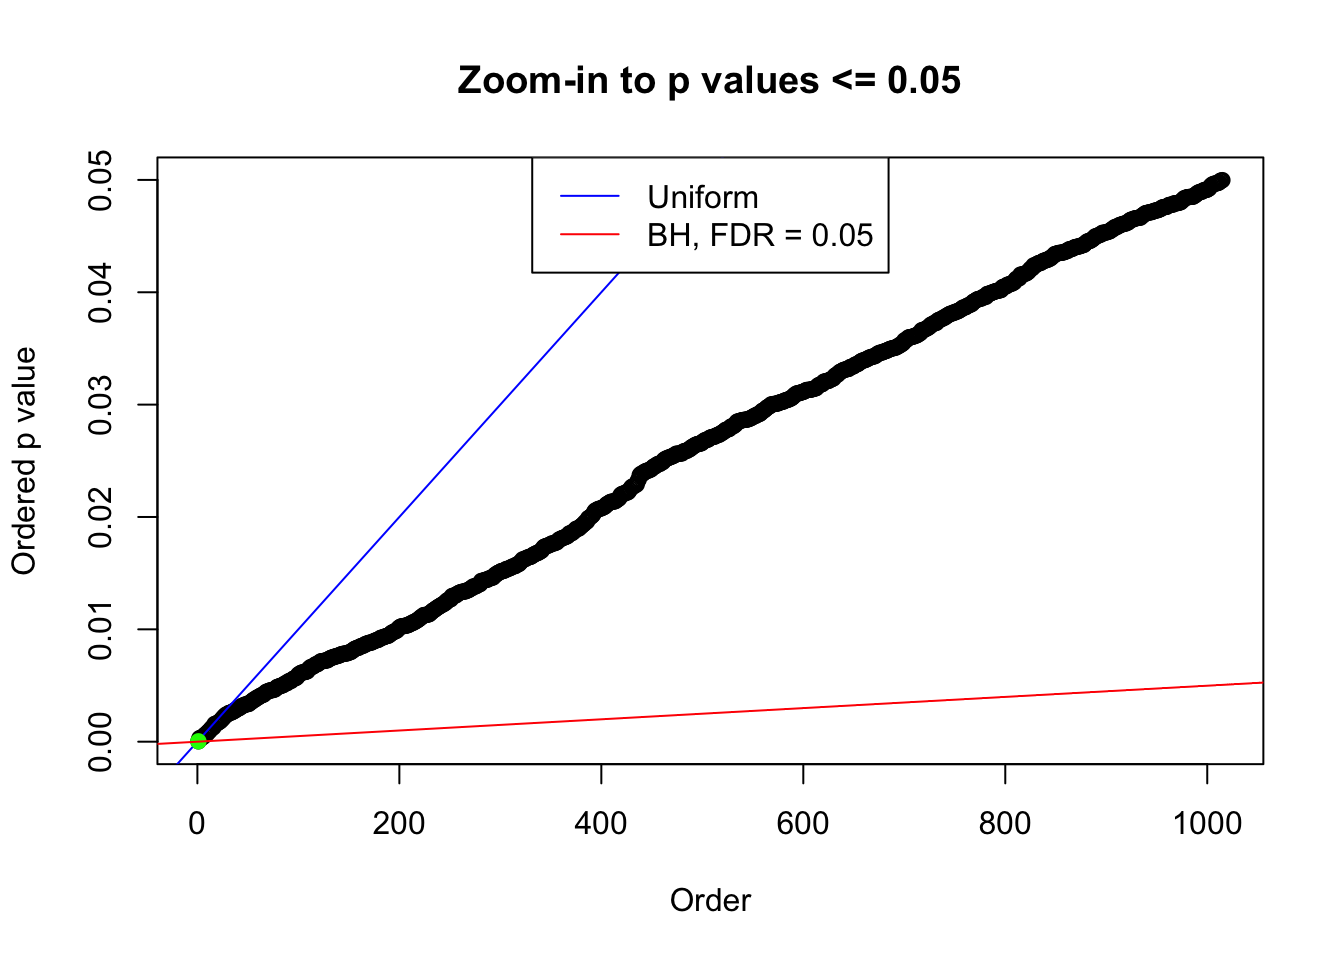 Zoom-in to p values <= 0.05
Uniform
BH, FDR = 0.05
Ordered p value
0.05
0.04
0.03
0.02
0.01
0.00
0 200 400 600 800 1000
Order